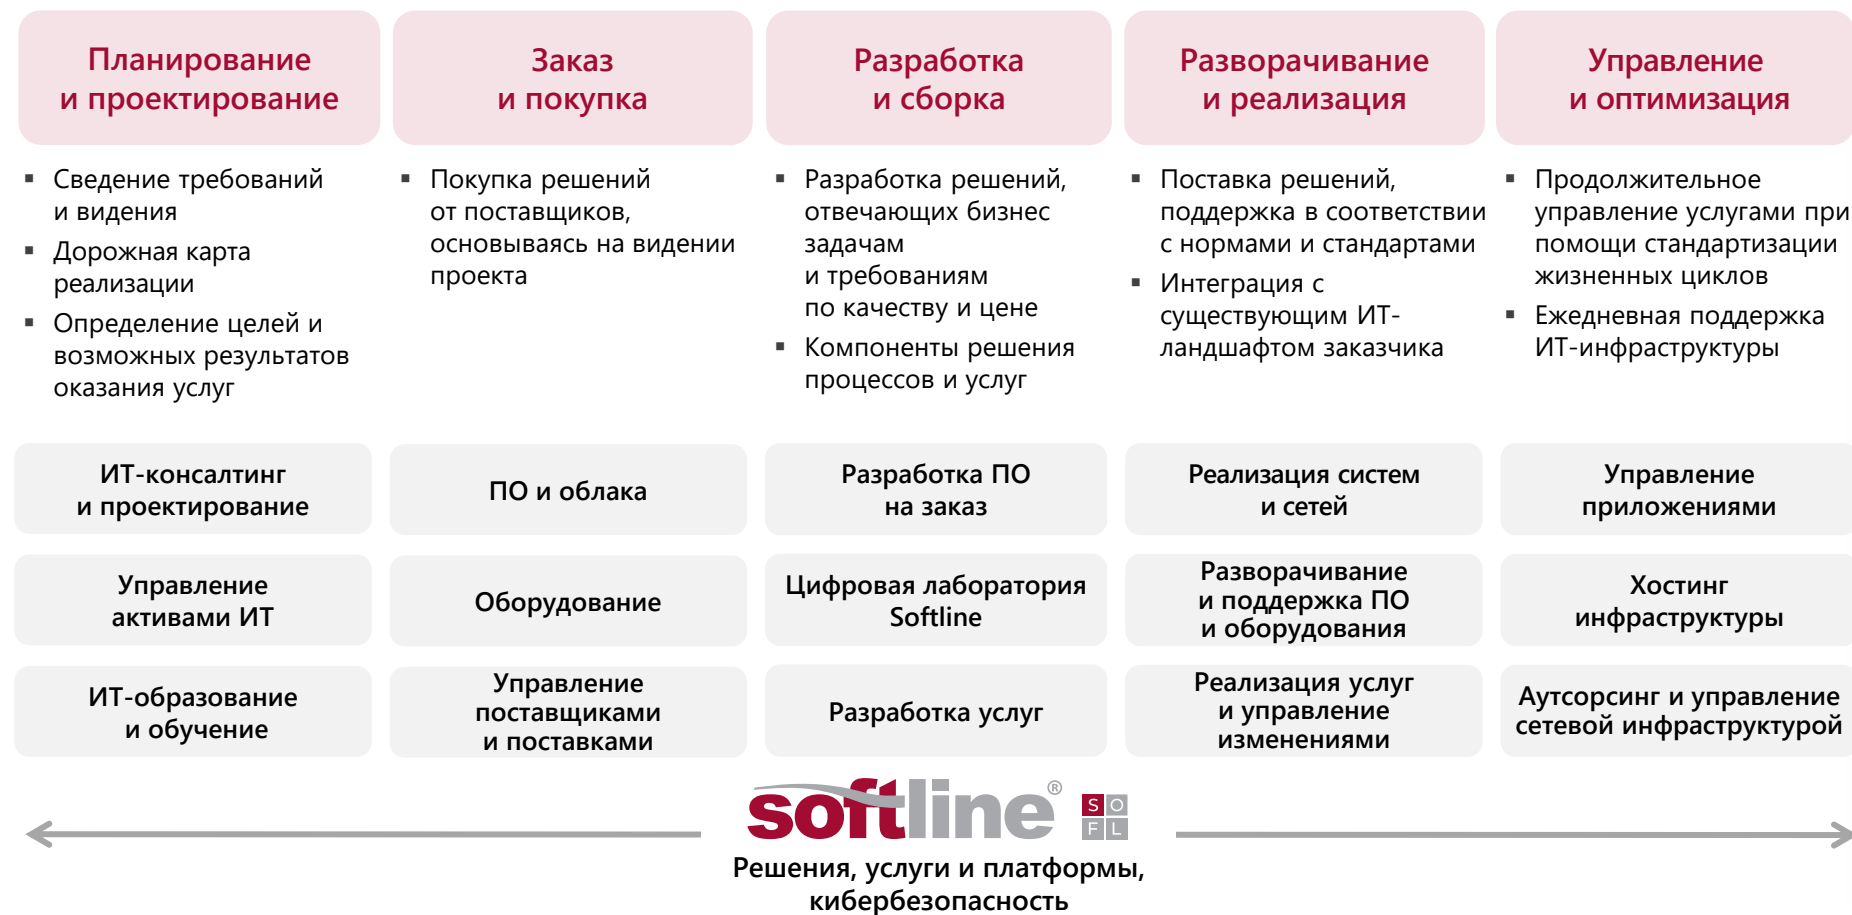 Планирование
и проектирование
Заказ
и покупка
Разработка
и сборка
Разворачивание
и реализация
Управление
и оптимизация
▪ Сведение требований
и видения
▪ Дорожная карта
реализации
▪ Определение целей и
возможных результатов
оказания услуг
▪ Покупка решений
от поставщиков,
основываясь на видении
проекта
▪ Разработка решений,
отвечающих бизнес
задачам
и требованиям
по качеству и цене
▪ Компоненты решения
процессов и услуг
▪ Поставка решений,
поддержка в соответствии
с нормами и стандартами
▪ Интеграция с
существующим ИТ-
ландшафтом заказчика
▪ Продолжительное
управление услугами при
помощи стандартизации
жизненных циклов
▪ Ежедневная поддержка
ИТ-инфраструктуры
ИТ-консалтинг
и проектирование
ПО и облака
Разработка ПО
на заказ
Реализация систем
и сетей
Управление
приложениями
Управление
активами ИТ
Оборудование
Цифровая лаборатория
Softline
Разворачивание
и поддержка ПО
и оборудования
Хостинг
инфраструктуры
ИТ-образование
и обучение
Управление
поставщиками
и поставками
Разработка услуг
Реализация услуг
и управление
изменениями
Аутсорсинг и управление
сетевой инфраструктурой
softline®
SO
FL
Решения, услуги и платформы,
кибербезопасность